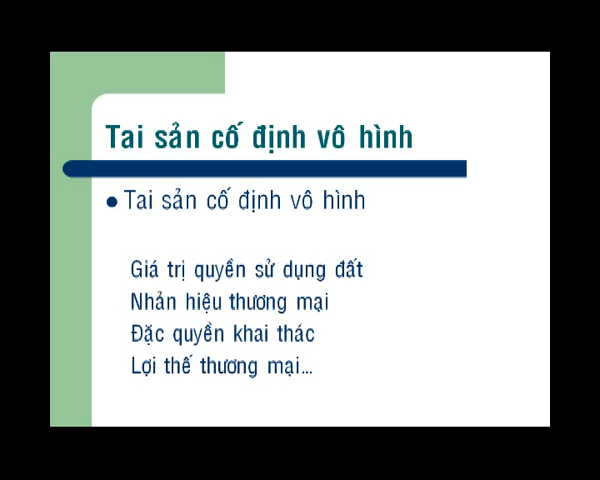 Tai sản cố định vô hình
Tai sản cố định vô hình
Giá trị quyền sử dụng đất
Nhản hiệu thương mại
Đặc quyền khai thác
Lợi thế thương mại...